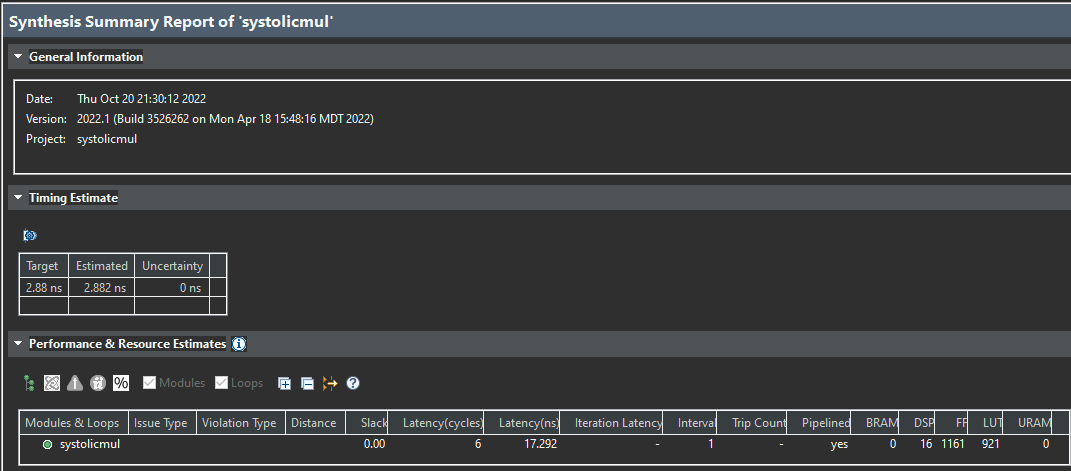 Synthesis Summary Report of 'systolicmul'
General Information
Date: Thu Oct 20 21:30:12 2022
Version: 2022.1 (Build 3526262 on Mon Apr 18 15:48:16 MDT 2022)
Project: systolicmul
Timing Estimate
Target Estimated Uncertainty
2.88 ns 2.882 ns 0 ns
Performance & Resource Estimates
% Modules Loops
Modules & Loops Issue Type Violation Type Distance Slack Latency(cycles) Latency(ns) Iteration Latency Interval Trip Count Pipelined BRAM DSP FF LUT URAM
systolicmul 0.00 6 17.292 - 1 - yes 0 16 1161 921 0